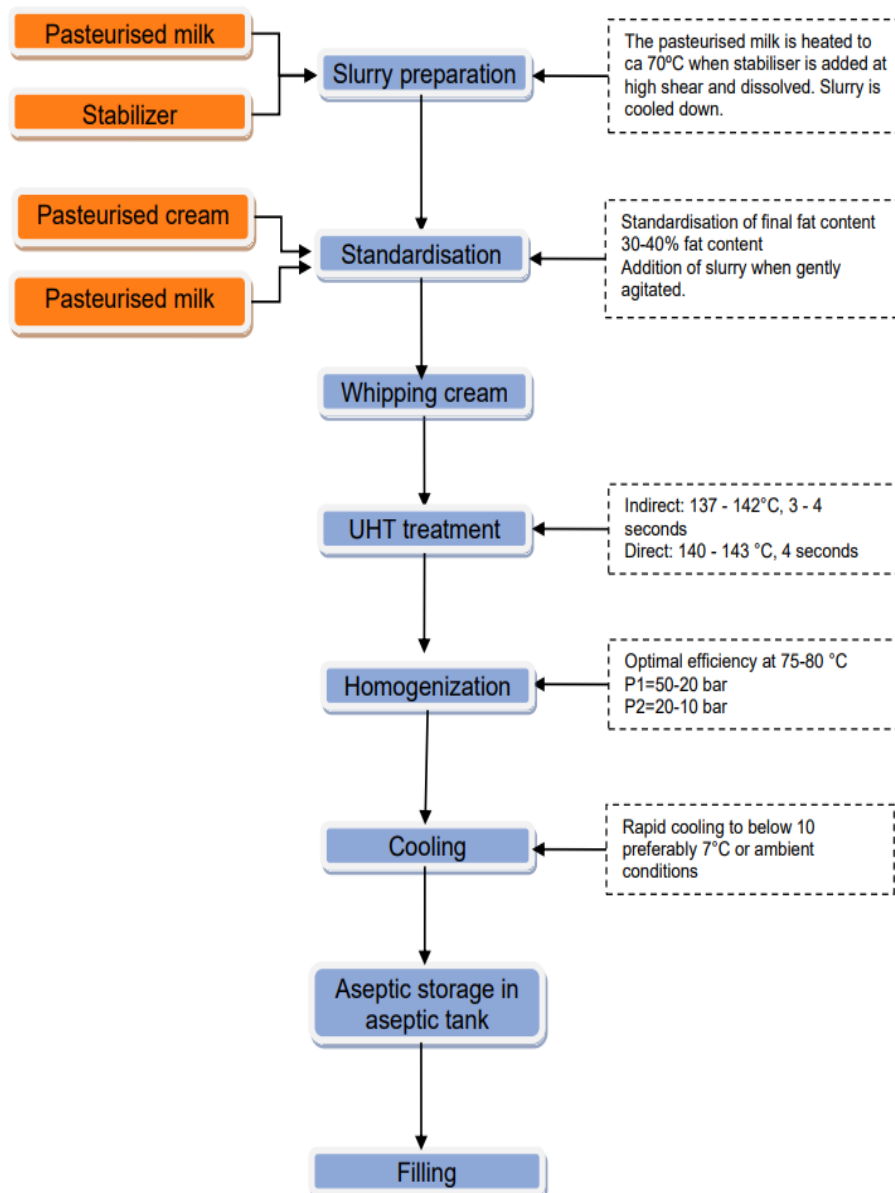 Pasteurised milk
Stabilizer
Slurry preparation
The pasteurised milk is heated to
ca 70ºC when stabiliser is added at
high shear and dissolved. Slurry is
cooled down.
Pasteurised cream
Pasteurised milk
Standardisation
Standardisation of final fat content
30-40% fat content
Addition of slurry when gently
agitated.
Whipping cream
UHT treatment
Indirect: 137 - 142°C, 3 - 4
seconds
Direct: 140 - 143 °C, 4 seconds
Homogenization
Optimal efficiency at 75-80 °C
P1=50-20 bar
P2=20-10 bar
Cooling
Rapid cooling to below 10
preferably 7°C or ambient
conditions
Aseptic storage in
aseptic tank
Filling